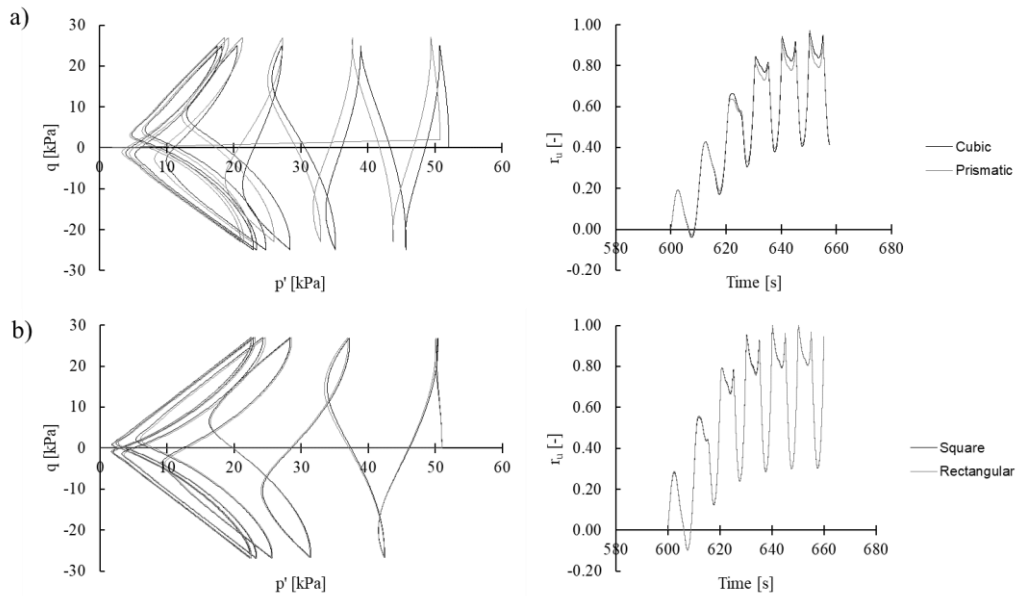 a)
30
20
10
0
-10
-20
-30
0 10 20 30 40 50 60
q [kPa]
p' [kPa]
1.00
0.80
0.60
0.40
0.20
0.00
-0.20
580 600 620 640 660 680
ru [-]
Time [s]
Cubic
Prismatic
b)
30
20
10
0
-10
-20
-30
0 10 20 30 40 50 60
q [kPa]
p' [kPa]
1.00
0.80
0.60
0.40
0.20
0.00
-0.20
580 600 620 640 660 680
ru [-]
Time [s]
Square
Rectangular